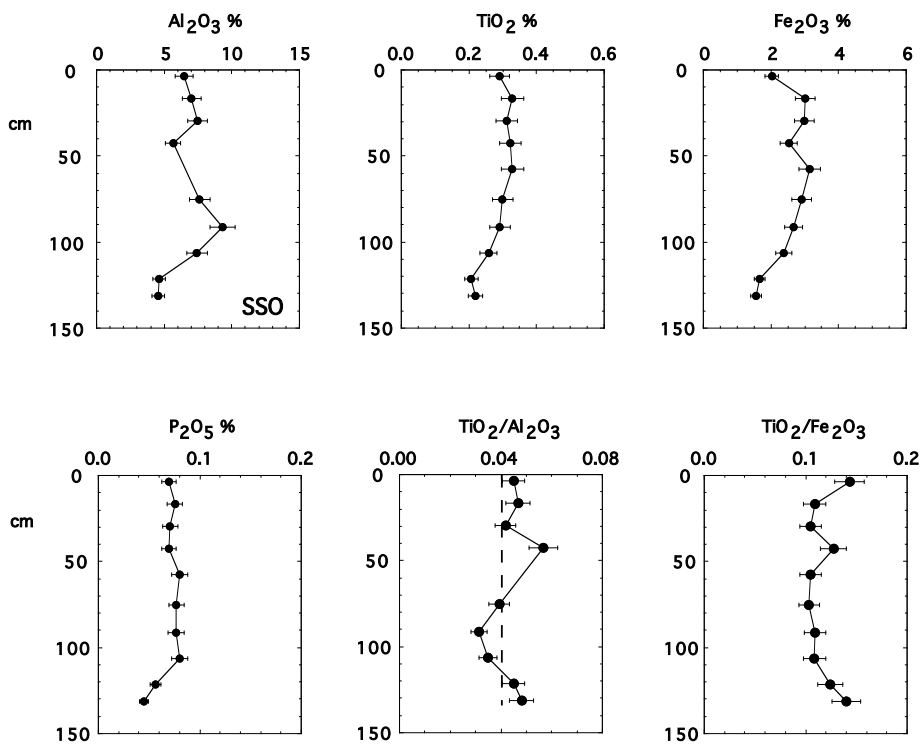 Al2O3 % TiO2 % Fe2O3 %
0 5 10 15 0.0 0.2 0.4 0.6 0 2 4 6
0 0 0
cm
50 50 50
100 100 100
SSO
150 150 150
P2O5 % TiO2/Al2O3 TiO2/Fe2O3
0.0 0.1 0.2 0.00 0.04 0.08 0.0 0.1 0.2
0 0 0
cm
50 50 50
100 100 100
150 150 150